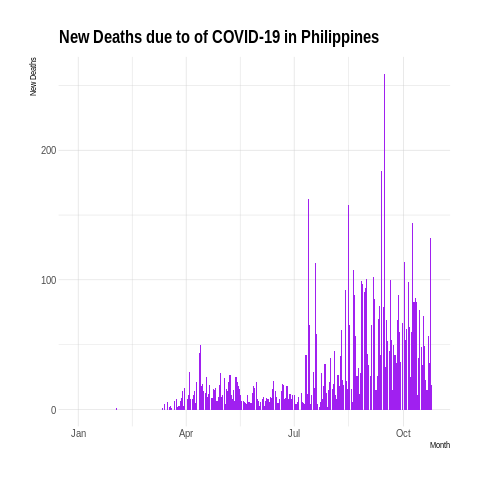 New Deaths due to of COVID-19 in Philippines
New Deaths
200
100
0
Jan Apr Jul Oct
Month